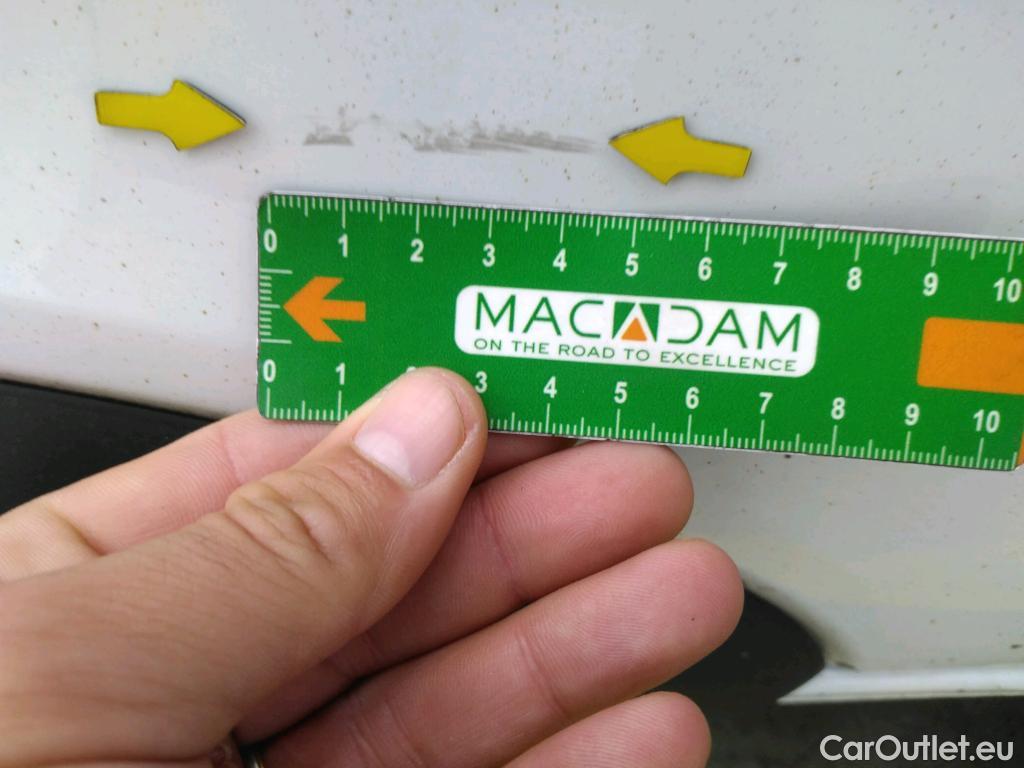 0 1 2 3 4 5 6 7 8 9 10
MACADAM
ON THE ROAD TO EXCELLENCE
0 1 2 3 4 5 6 7 8 9 10
CarOutlet.eu